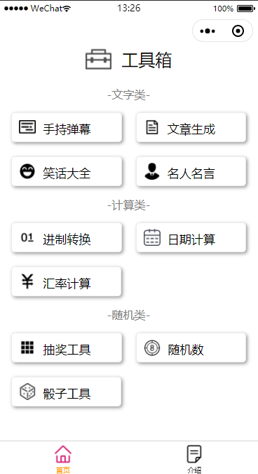 WeChat 13:26 100%
工具箱
-文字类-
手持弹幕 文章生成
笑话大全 名人名言
-计算类-
01 进制转换 日期计算
¥ 汇率计算
-随机类-
抽奖工具 8 随机数
骰子工具
首页 介绍